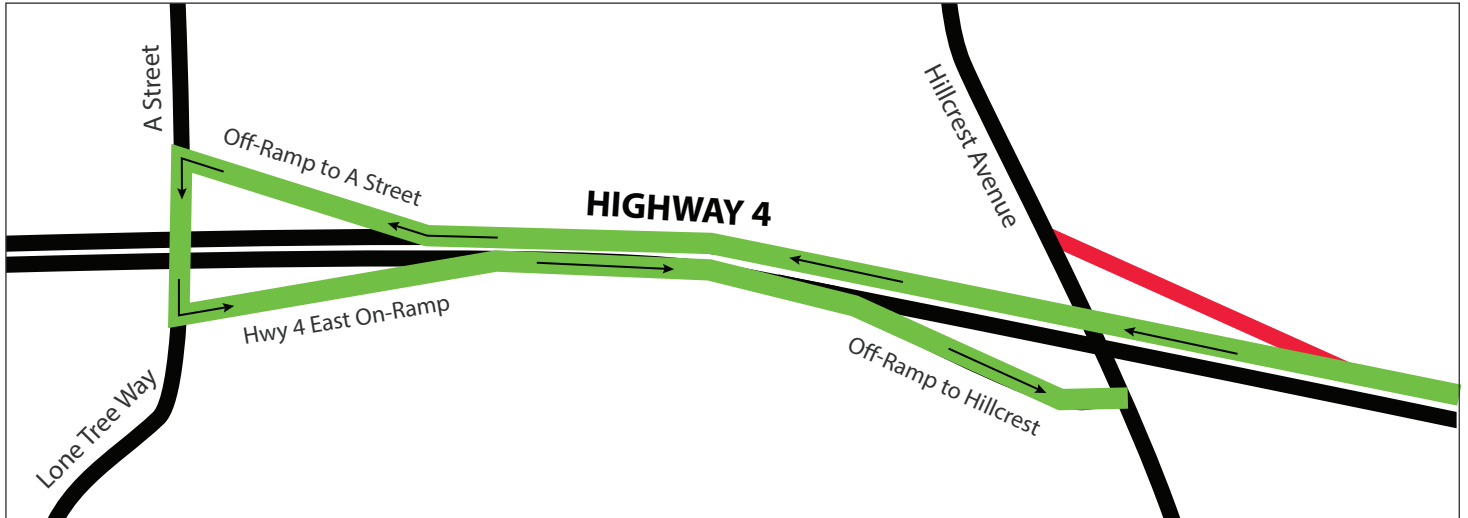 A Street
Off-Ramp to A Street
HIGHWAY 4
Hillcrest Avenue
Hwy 4 East On-Ramp
Off-Ramp to Hillcrest
Lone Tree Way